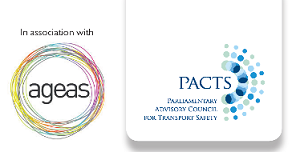 In association with
ageas
PACTS
PARLIAMENTARY
ADVISORY COUNCIL
FOR TRANSPORT SAFETY